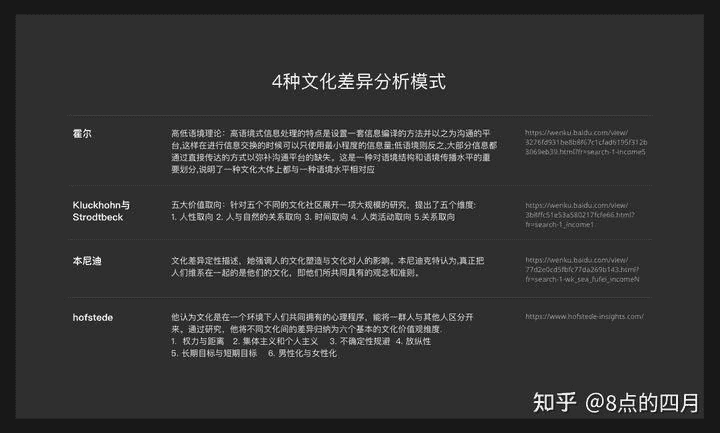 4种文化差异分析模式
霍尔
高低语境理论：高语境式信息处理的特点是设置一套信息编译的方法并以之为沟通的平
台,这样在进行信息交换的时候可以只使用最小程度的信息量;低语境则反之,大部分信息都
通过直接传达的方式以弥补沟通平台的缺失。这是一种对语境结构和语境传播水平的重
要划分,说明了一种文化大体上都与一种语境水平相对应
https://wenku.baidu.com/view/
3276fd931be8b8f67c1cfad6195f312b
3069eb39.html?fr=search-1-income5
Kluckhohn与
Strodtbeck
五大价值取向：针对五个不同的文化社区展开一项大规模的研究，提出了五个维度:
1. 人性取向 2. 人与自然的关系取向 3. 时间取向 4. 人类活动取向 5.关系取向
https://wenku.baidu.com/view/
3b8ffc51e53a580217fcfe66.html?
fr=search-1_income1
本尼迪
文化差异定性描述，她强调人的文化塑造与文化对人的影响。本尼迪克特认为,真正把
人们维系在一起的是他们的文化，即他们所共同具有的观念和准则。
https://wenku.baidu.com/view/
77d2e0cd5fbfc77da269b143.html?
fr=search-1-wk_sea_fufei_incomeN
hofstede
他认为文化是在一个环境下人们共同拥有的心理程序，能将一群人与其他人区分开
来。通过研究，他将不同文化间的差异归纳为六个基本的文化价值观维度.
1. 权力与距离 2. 集体主义和个人主义 3. 不确定性规避 4. 放纵性
5. 长期目标与短期目标 6. 男性化与女性化
https://www.hofstede-insights.com/
知乎 @8点的四月